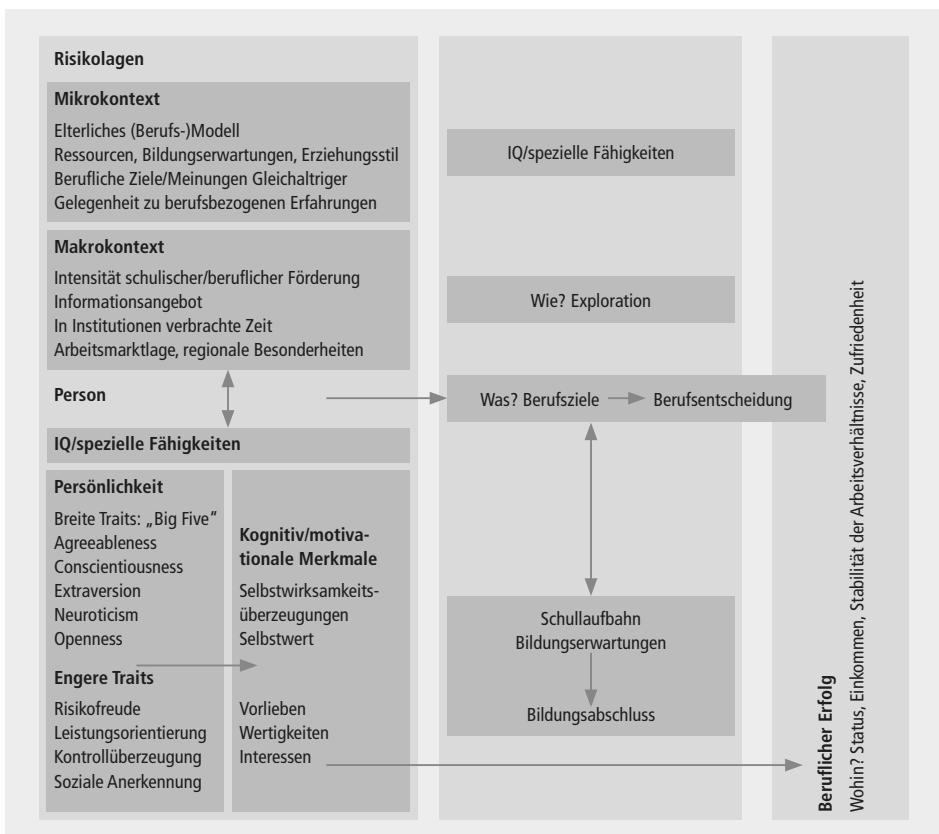 Risikolagen
Mikrokontext
Elterliches (Berufs-)Modell
Ressourcen, Bildungserwartungen, Erziehungsstil
Berufliche Ziele/Meinungen Gleichaltriger
Gelegenheit zu berufsbezogenen Erfahrungen
Makrokontext
Intensität schulischer/beruflicher Förderung
Informationsangebot
In Institutionen verbrachte Zeit
Arbeitsmarktlage, regionale Besonderheiten
Person
IQ/spezielle Fähigkeiten
Persönlichkeit
Breite Traits: „Big Five“
Agreeableness
Conscientiousness
Extraversion
Neuroticism
Openness
Engere Traits
Risikofreude
Leistungsorientierung
Kontrollüberzeugung
Soziale Anerkennung
Kognitiv/motiva-
tionale Merkmale
Selbstwirksamkeits-
überzeugungen
Selbstwert
Vorlieben
Wertigkeiten
Interessen
IQ/spezielle Fähigkeiten
Wie? Exploration
Was? Berufsziele
Berufsentscheidung
Schullaufbahn
Bildungserwartungen
Bildungsabschluss
Beruflicher Erfolg
Wohin? Status, Einkommen, Stabilität der Arbeitsverhältnisse, Zufriedenheit